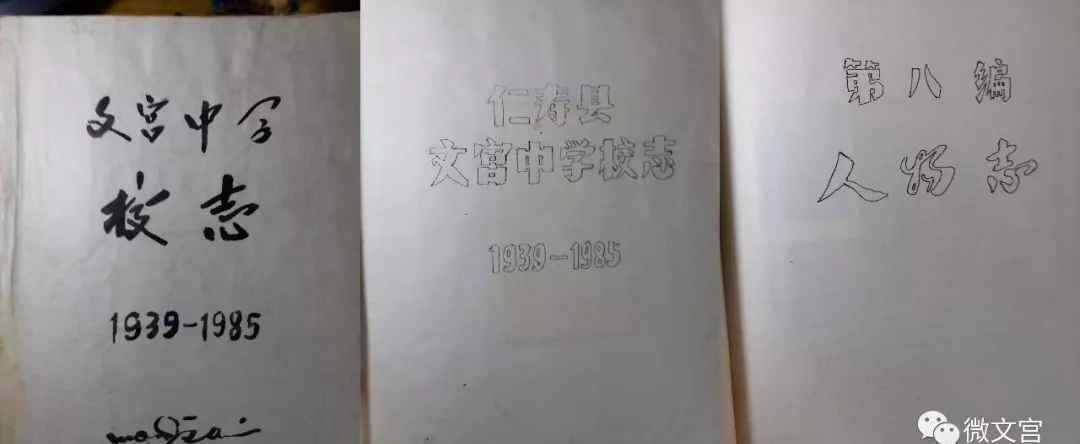 文宫中学
校志
1939-1985
仁寿县
文宫中学校志
1939—1985
第八编
人物志
微文宫